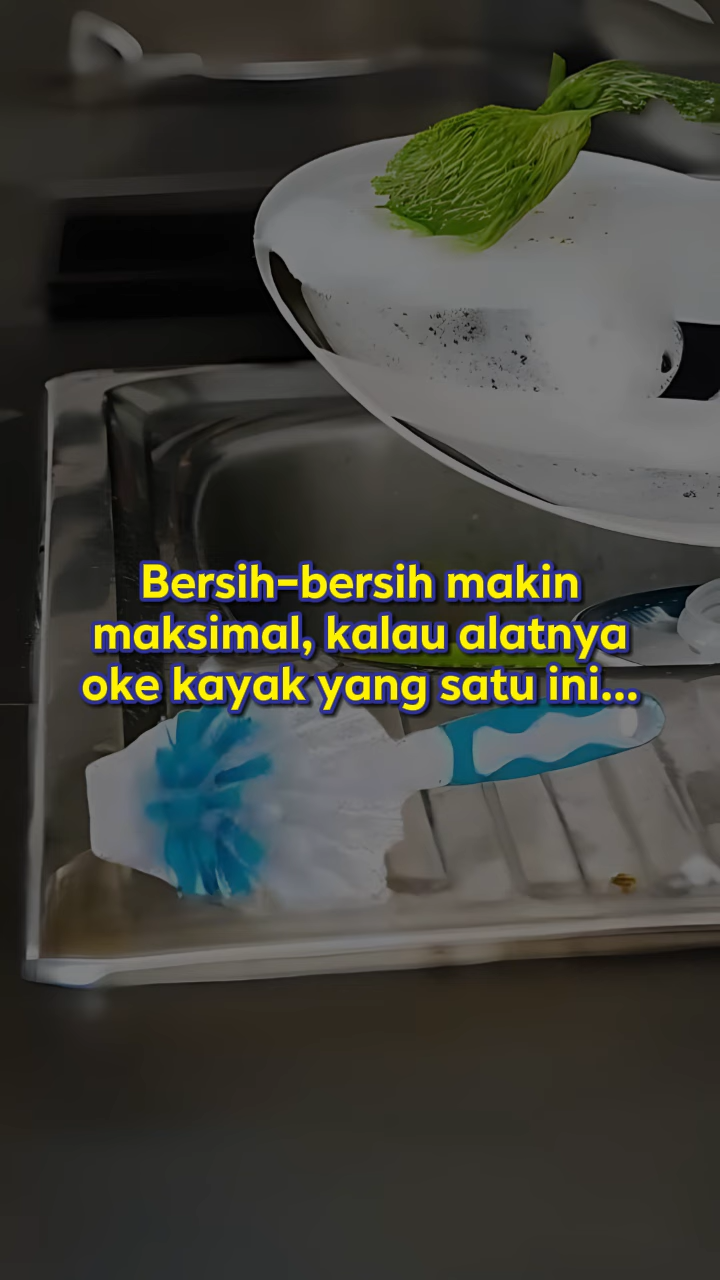 Bersih-bersih makin
maksimal, kalau alatnya
oke kayak yang satu ini...